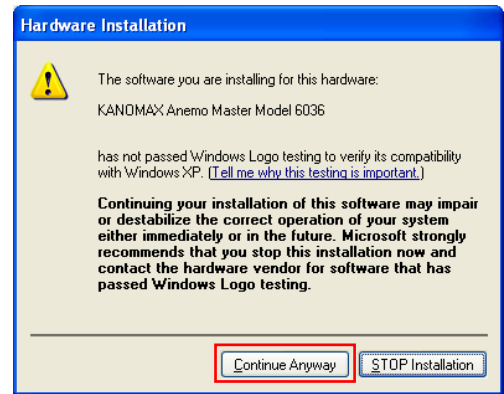 Hardware Installation
The software you are installing for this hardware:
KANOMAX Anemo Master Model 6036
has not passed Windows Logo testing to verify its compatibility
with Windows XP. (Tell me why this testing is important.)
Continuing your installation of this software may impair
or destabilize the correct operation of your system
either immediately or in the future. Microsoft strongly
recommends that you stop this installation now and
contact the hardware vendor for software that has
passed Windows Logo testing.
Continue Anyway STOP Installation